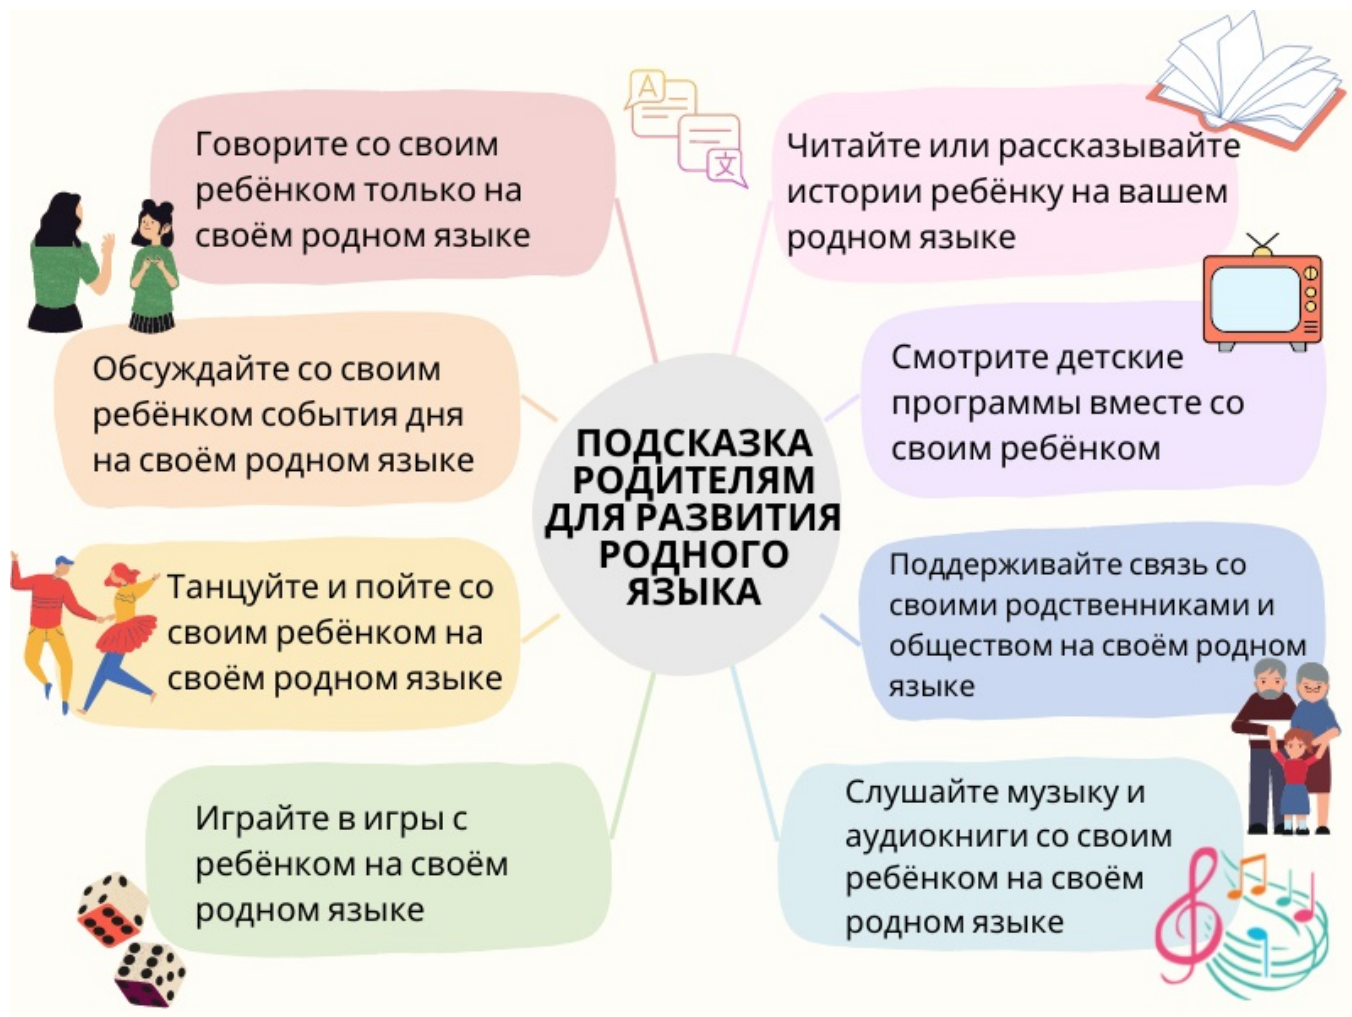 A
文
Говорите со своим
ребёнком только на
своём родном языке
Читайте или рассказывайте
истории ребёнку на вашем
родном языке
Обсуждайте со своим
ребёнком события дня
на своём родном языке
Смотрите детские
программы вместе со
своим ребёнком
ПОДСКАЗКА
РОДИТЕЛЯМ
ДЛЯ РАЗВИТИЯ
РОДНОГО
ЯЗЫКА
Танцуйте и пойте со
своим ребёнком на
своём родном языке
Поддерживайте связь со
своими родственниками и
обществом на своём родном
языке
Играйте в игры с
ребёнком на своём
родном языке
Слушайте музыку и
аудиокниги со своим
ребёнком на своём
родном языке